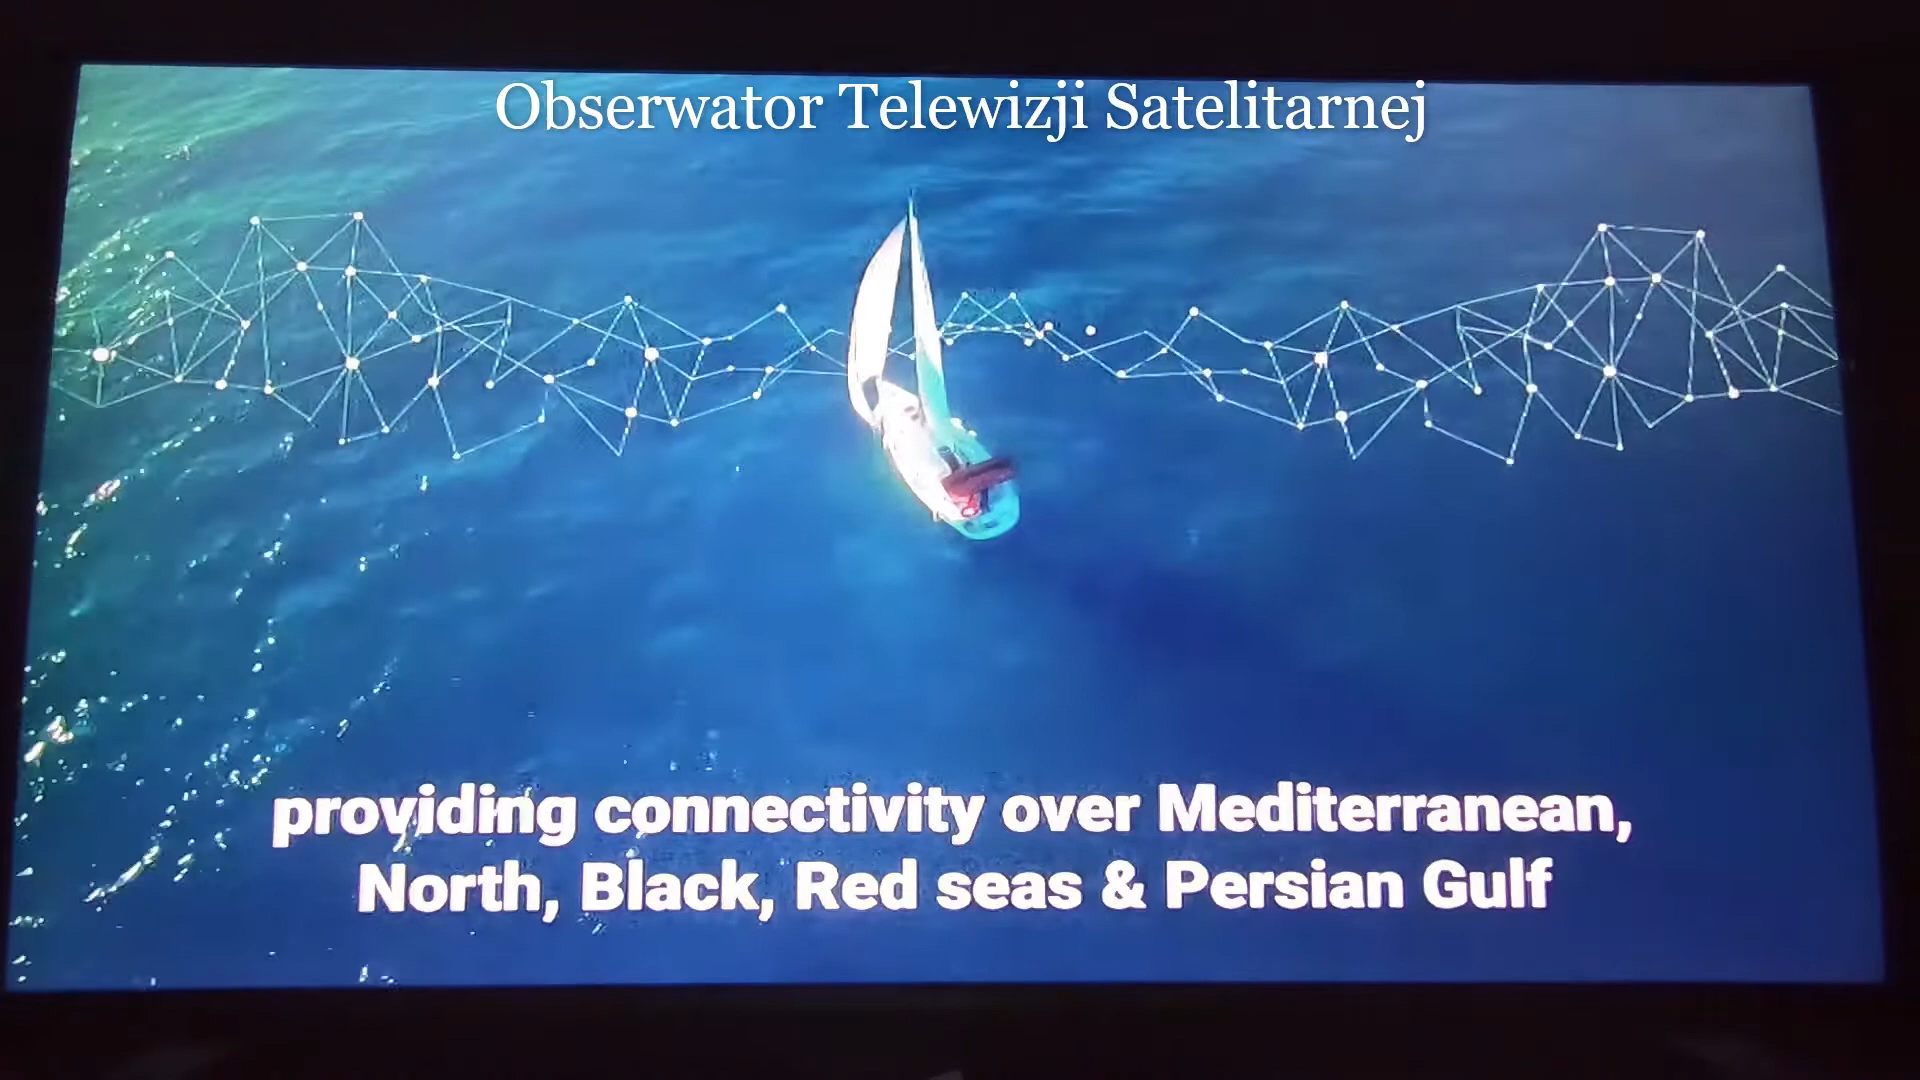 Obserwator Telewizji Satelitarnej
providing connectivity over Mediterranean,
North, Black, Red seas & Persian Gulf